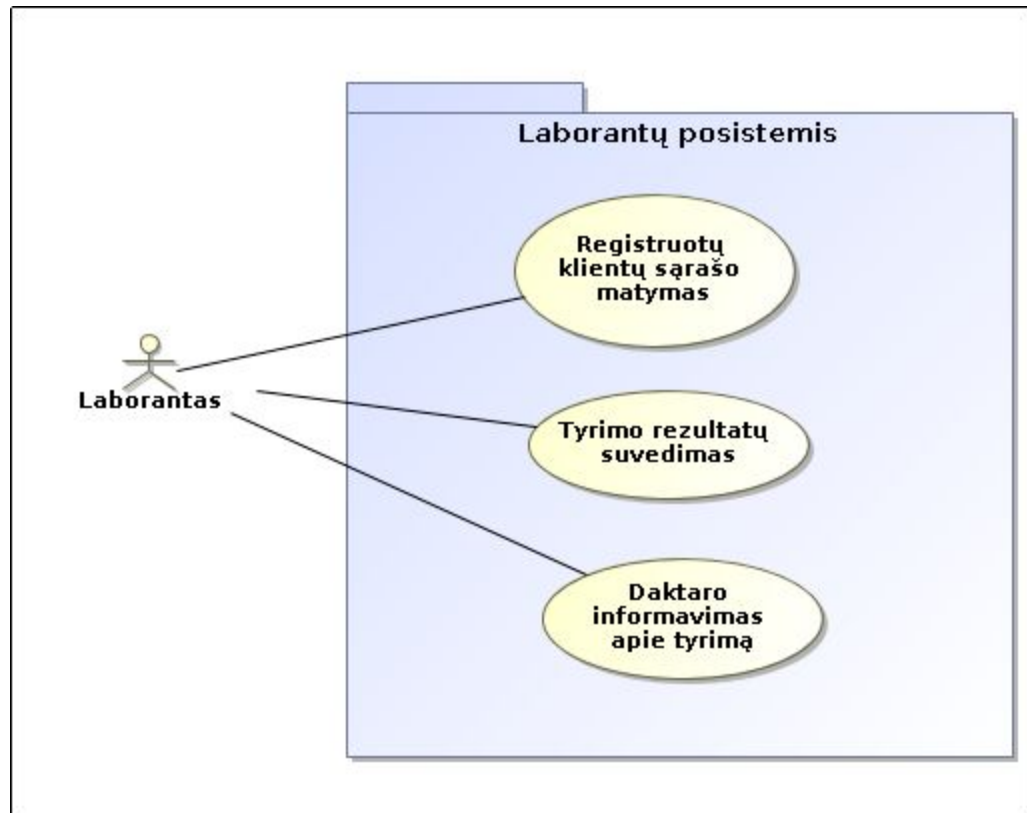 Laborantų posistemis
Registruotų
klientų sąrašo
matymas
Laborantas
Tyrimo rezultatų
suvedimas
Daktaro
informavimas
apie tyrimą